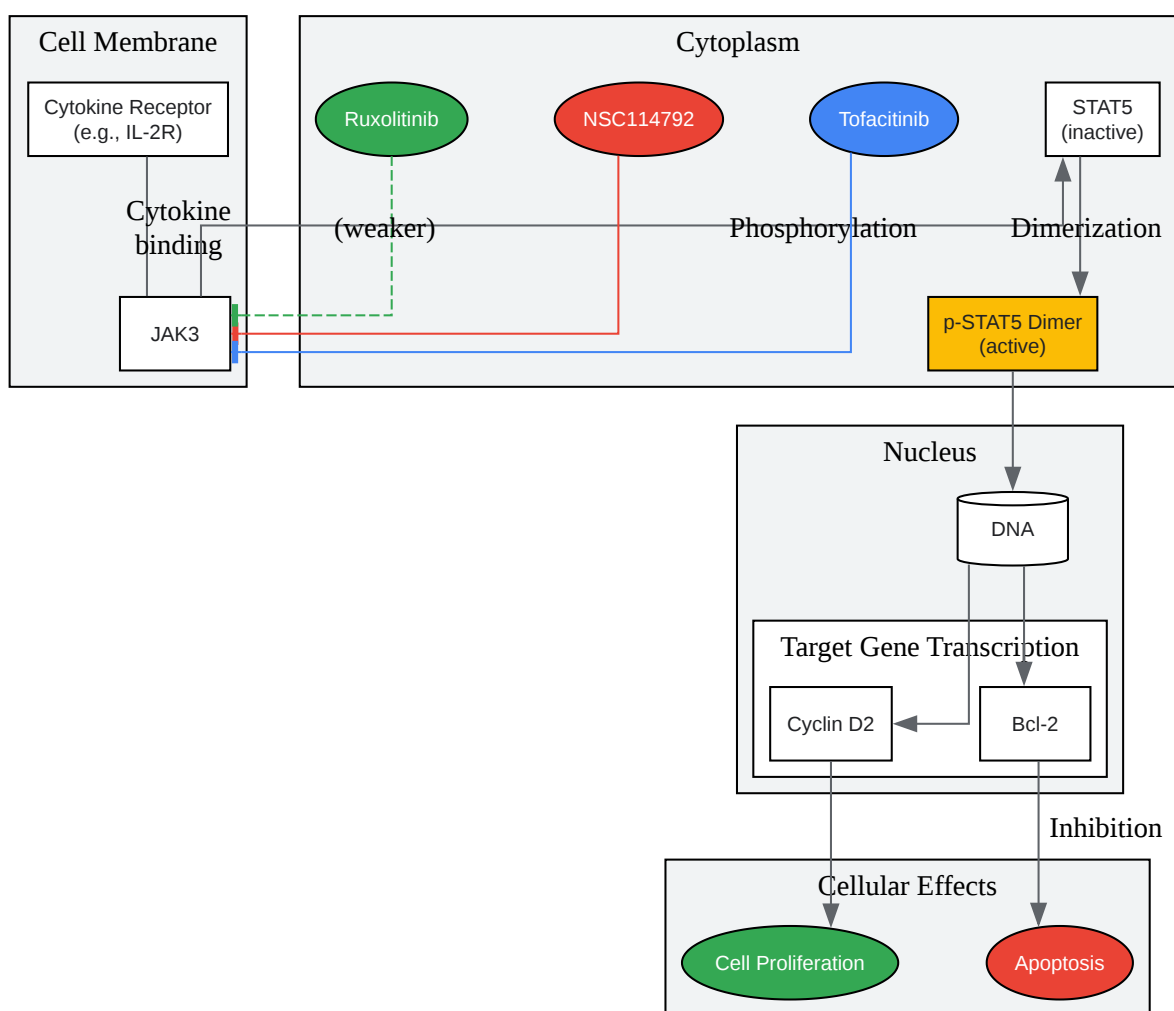 Cell Membrane
Cytoplasm
Cytokine Receptor
(e.g., IL-2R)
Ruxolitinib
NSC114792
Tofacitinib
STAT5
(inactive)
Cytokine
binding
(weaker)
Phosphorylation
Dimerization
JAK3
p-STAT5 Dimer
(active)
Nucleus
DNA
Target Gene Transcription
Cyclin D2
Bcl-2
Inhibition
Cellular Effects
Cell Proliferation
Apoptosis